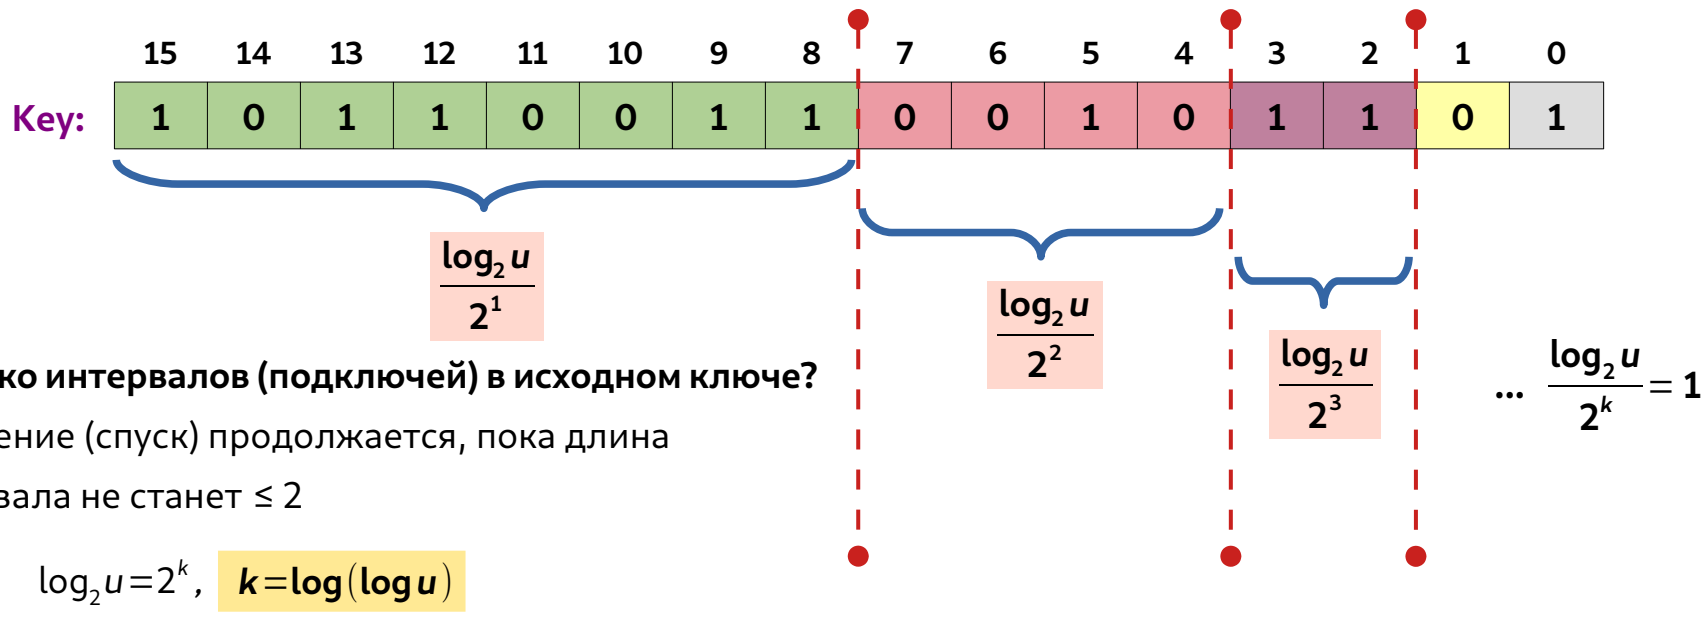 15 14 13 12 11 10 9 8 7 6 5 4 3 2 1 0
Key: 1 0 1 1 0 0 1 1 0 0 1 0 1 1 0 1
log₂ u / 2¹
log₂ u / 2²
log₂ u / 2³
... log₂ u / 2ᵏ = 1
ко интервалов (подключей) в исходном ключе?
ение (спуск) продолжается, пока длина
вала не станет ≤ 2
log₂ u = 2ᵏ, k = log(log u)